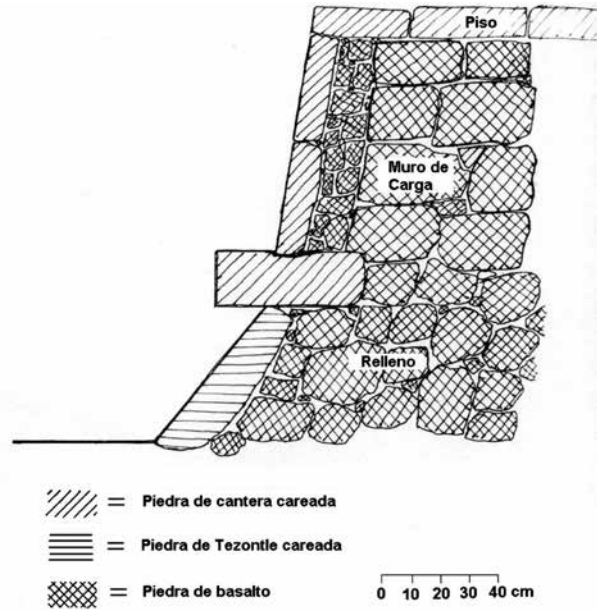 Piso
Muro de
Carga
Relleno
= Piedra de cantera careada
= Piedra de Tezontle careada
= Piedra de basalto
0 10 20 30 40 cm